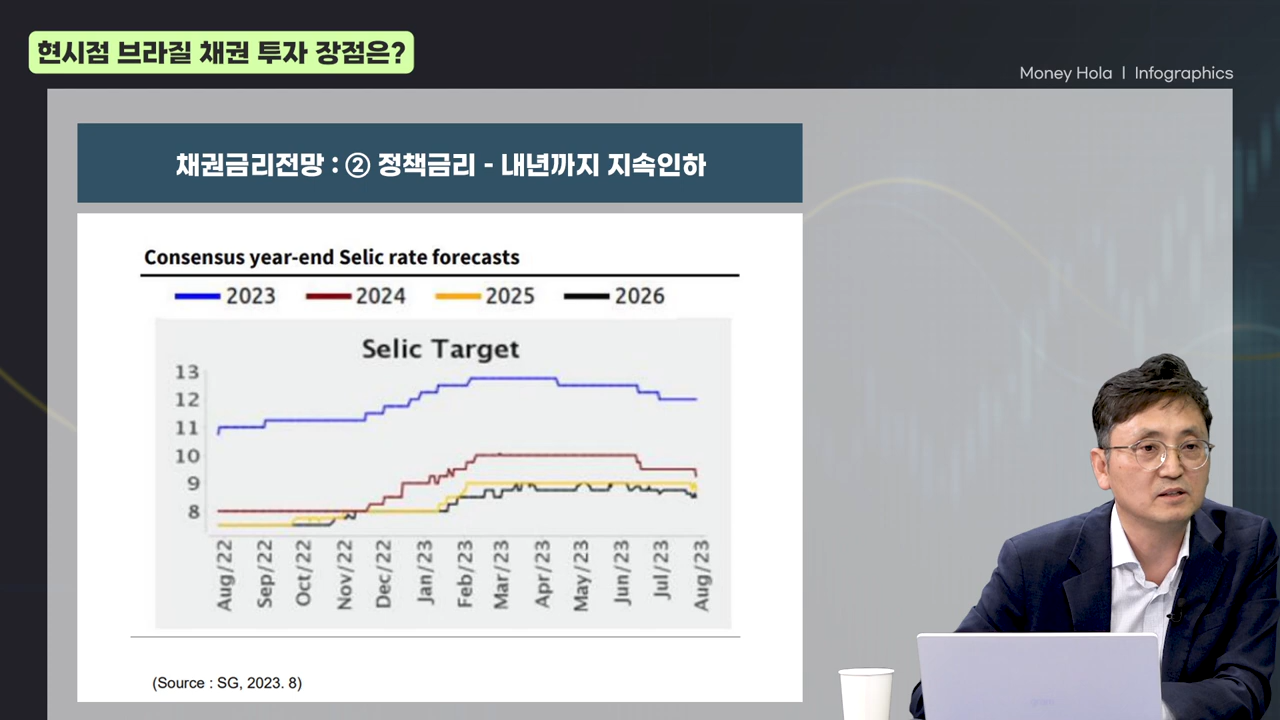 현시점 브라질 채권 투자 장점은?
Money Hola | Infographics
채권금리전망 : ② 정책금리 - 내년까지 지속인하
Consensus year-end Selic rate forecasts
2023 2024 2025 2026
Selic Target
13
12
11
10
9
8
Aug/22 Sep/22 Oct/22 Nov/22 Dec/22 Jan/23 Feb/23 Mar/23 Apr/23 May/23 Jun/23 Jul/23 Aug/23
(Source : SG, 2023. 8)